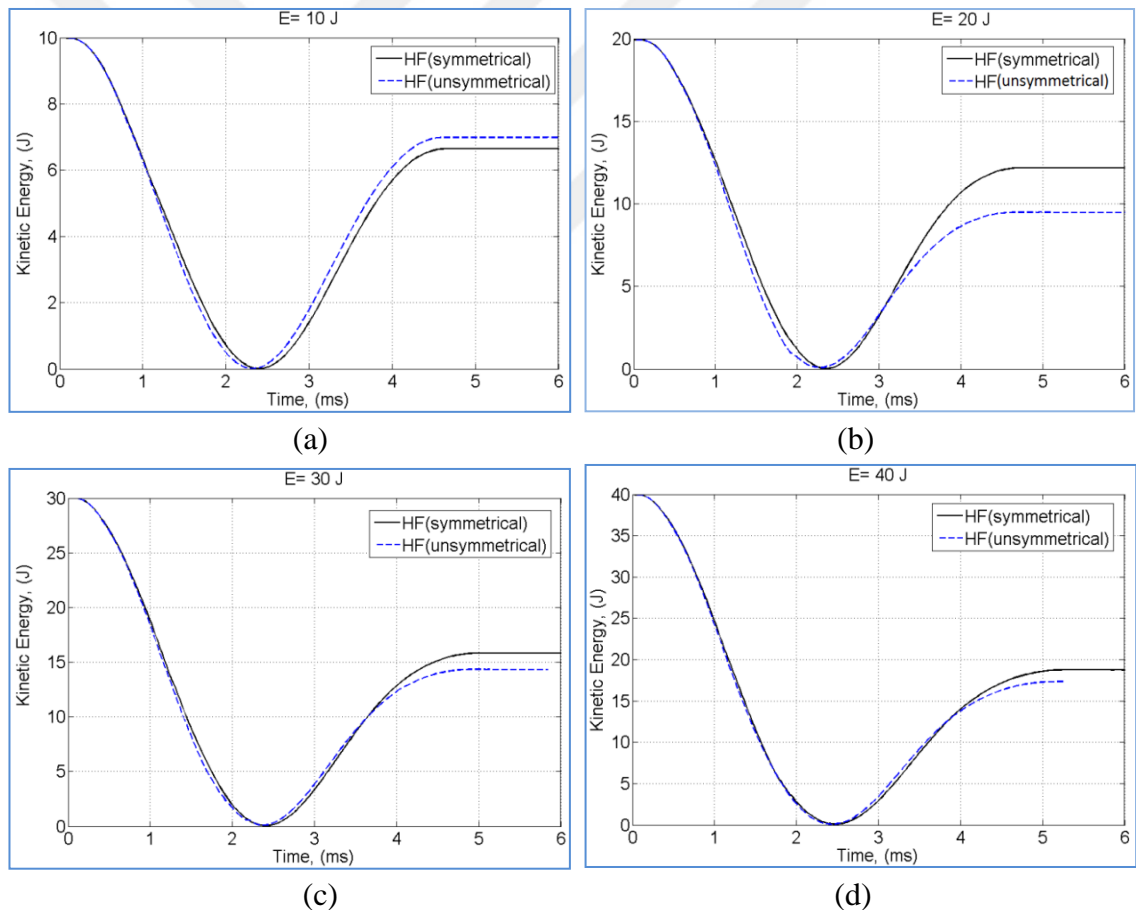 E= 10 J
10
8
6
4
2
0
Kinetic Energy, (J)
HF(symmetrical)
HF(unsymmetrical)
0 1 2 3 4 5 6
Time, (ms)
(a)
E= 20 J
20
15
10
5
0
Kinetic Energy, (J)
HF(symmetrical)
HF(unsymmetrical)
0 1 2 3 4 5 6
Time, (ms)
(b)
E= 30 J
30
25
20
15
10
5
0
Kinetic Energy, (J)
HF(symmetrical)
HF(unsymmetrical)
0 1 2 3 4 5 6
Time, (ms)
(c)
E= 40 J
40
35
30
25
20
15
10
5
0
Kinetic Energy, (J)
HF(symmetrical)
HF(unsymmetrical)
0 1 2 3 4 5 6
Time, (ms)
(d)